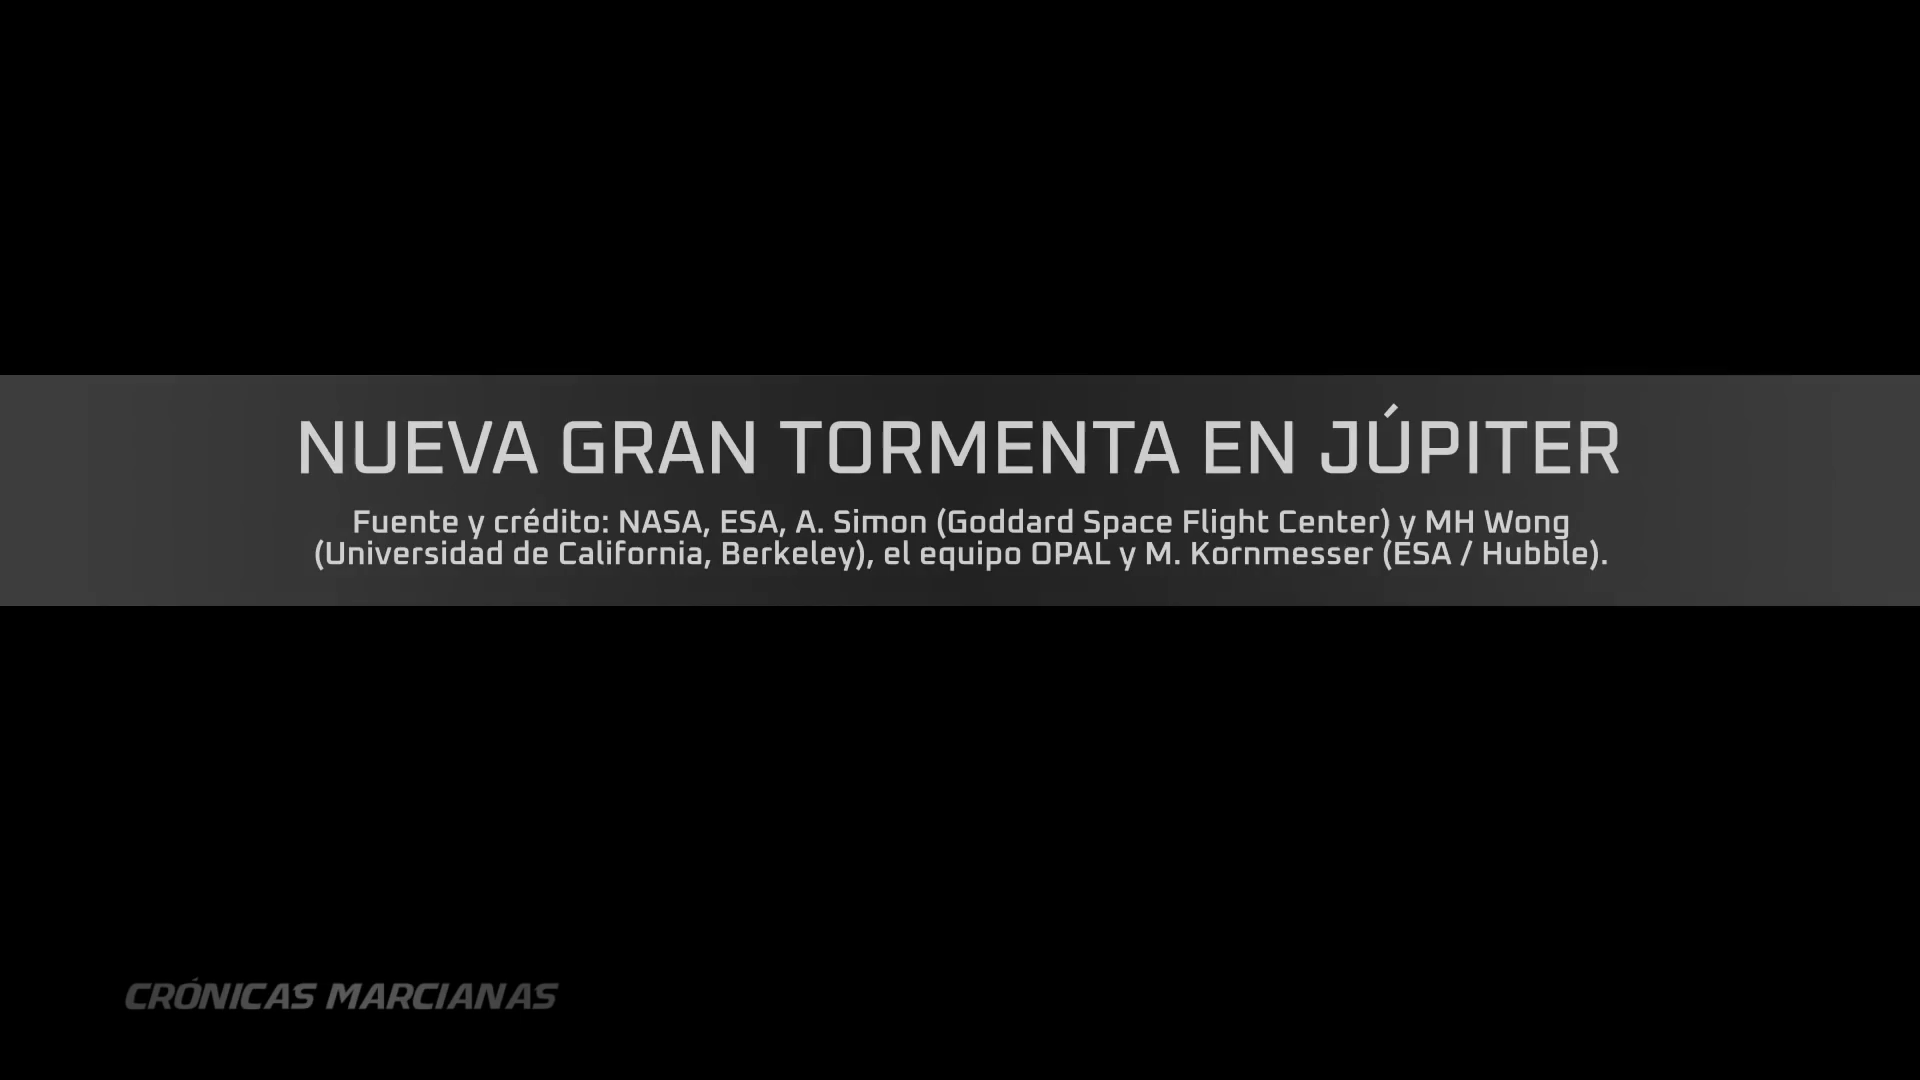 NUEVA GRAN TORMENTA EN JÚPITER
Fuente y crédito: NASA, ESA, A. Simon (Goddard Space Flight Center) y MH Wong
(Universidad de California, Berkeley), el equipo OPAL y M. Kornmesser (ESA / Hubble).
CRÓNICAS MARCIANAS